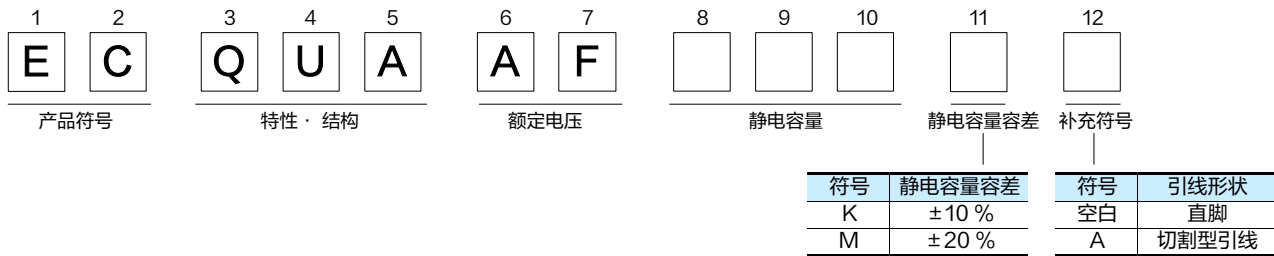 1 2 3 4 5 6 7 8 9 10 11 12
E C Q U A A F
产品符号 特性・结构 额定电压 静电容量 静电容量容差 补充符号
符号 静电容量容差 符号 引线形状
K ±10 % 空白 直脚
M ±20 % A 切割型引线